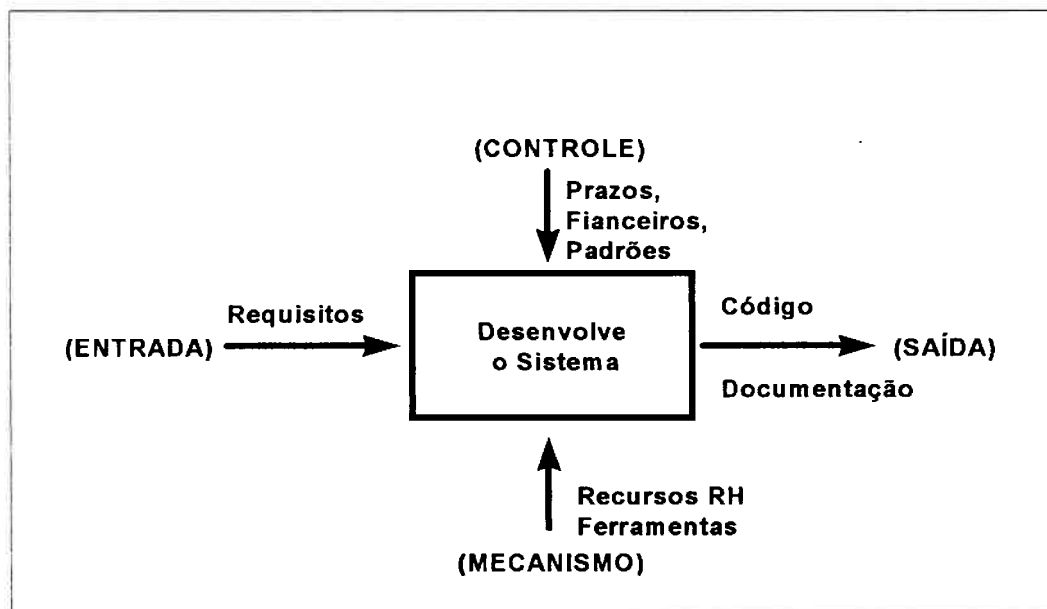 (CONTROLE)
Prazos,
Fianceiros,
Padrões
Requisitos
(ENTRADA)
Desenvolve
o Sistema
Código
(SAÍDA)
Documentação
Recursos RH
Ferramentas
(MECANISMO)